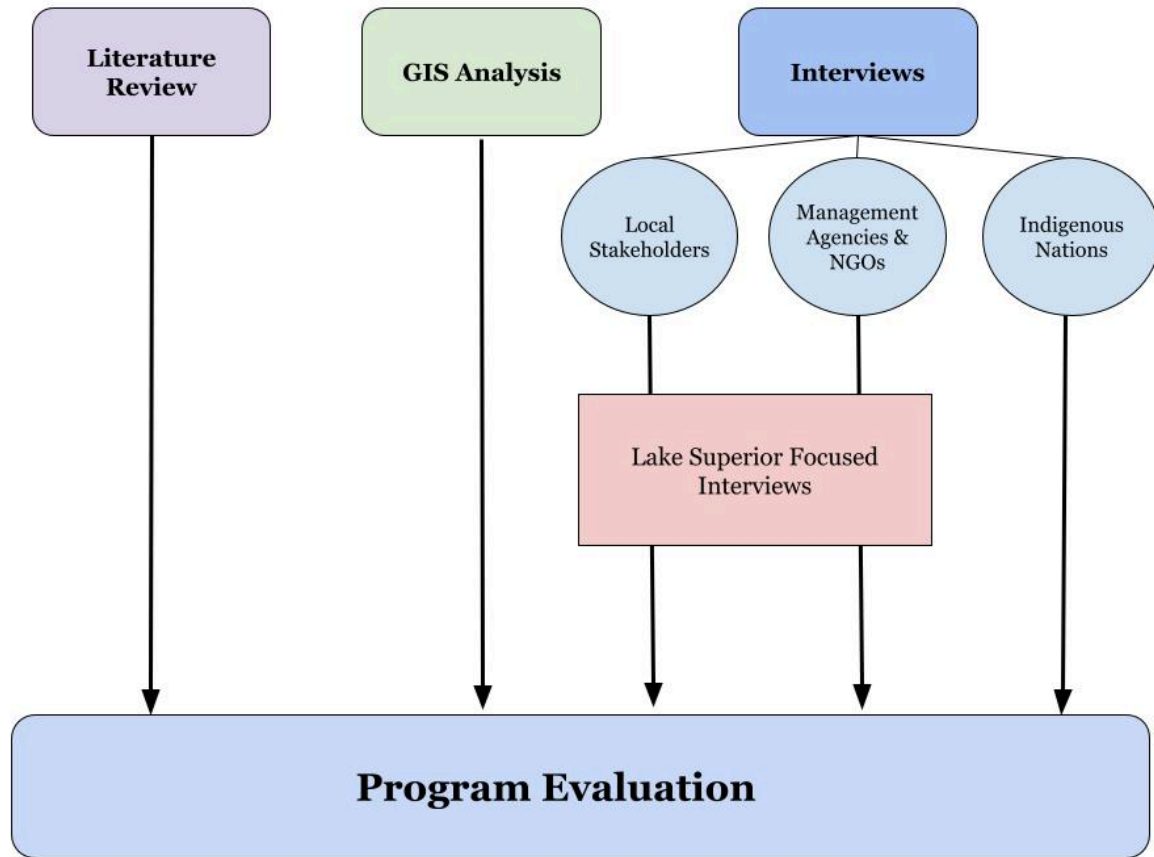 Literature
Review
GIS Analysis
Interviews
Local
Stakeholders
Management
Agencies &
NGOs
Indigenous
Nations
Lake Superior Focused
Interviews
Program Evaluation